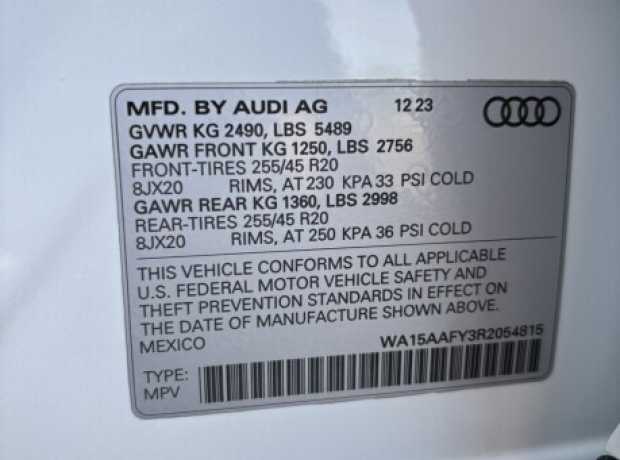 MFD. BY AUDI AG 12 23
GVWR KG 2490, LBS 5489
GAWR FRONT KG 1250, LBS 2756
FRONT-TIRES 255/45 R20
8JX20 RIMS, AT 230 KPA 33 PSI COLD
GAWR REAR KG 1360, LBS 2998
REAR-TIRES 255/45 R20
8JX20 RIMS, AT 250 KPA 36 PSI COLD
THIS VEHICLE CONFORMS TO ALL APPLICABLE
U.S. FEDERAL MOTOR VEHICLE SAFETY AND
THEFT PREVENTION STANDARDS IN EFFECT ON
THE DATE OF MANUFACTURE SHOWN ABOVE.
MEXICO WA15AAFY3R2054815
TYPE:
MPV